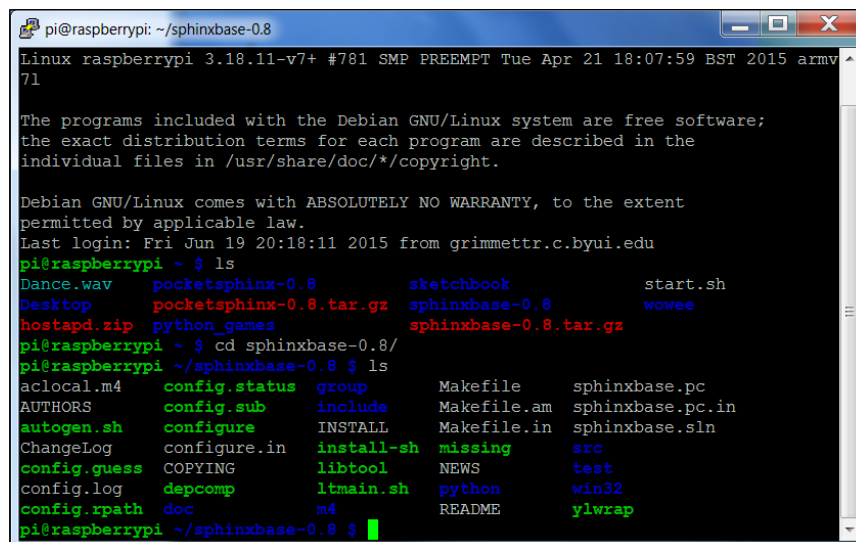 pi@raspberrypi: ~/sphinxbase-0.8
Linux raspberrypi 3.18.11-v7+ #781 SMP PREEMPT Tue Apr 21 18:07:59 BST 2015 armv
7l
The programs included with the Debian GNU/Linux system are free software;
the exact distribution terms for each program are described in the
individual files in /usr/share/doc/*/copyright.
Debian GNU/Linux comes with ABSOLUTELY NO WARRANTY, to the extent
permitted by applicable law.
Last login: Fri Jun 19 20:18:11 2015 from grimmettr.c.byui.edu
pi@raspberrypi ~ $ ls
Dance.wav pocketsphinx-0.8 sketchbook start.sh
Desktop pocketsphinx-0.8.tar.gz sphinxbase-0.8 wowee
hostapd.zip python_games sphinxbase-0.8.tar.gz
pi@raspberrypi ~ $ cd sphinxbase-0.8/
pi@raspberrypi ~/sphinxbase-0.8 $ ls
aclocal.m4 config.status group Makefile sphinxbase.pc
AUTHORS config.sub include Makefile.am sphinxbase.pc.in
autogen.sh configure INSTALL Makefile.in sphinxbase.sln
ChangeLog configure.in install-sh missing src
config.guess COPYING libtool NEWS test
config.log depcomp ltmain.sh python win32
config.rpath doc m4 README ylwrap
pi@raspberrypi ~/sphinxbase-0.8 $